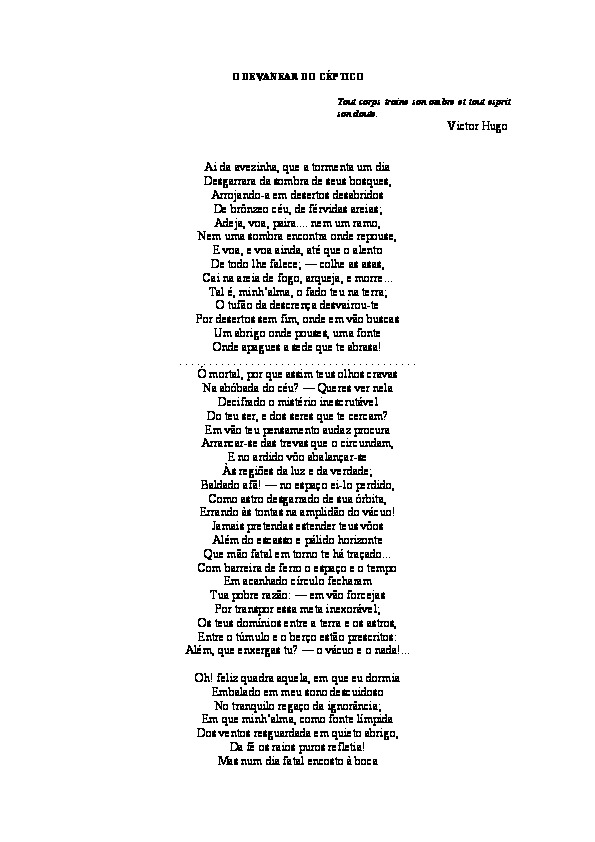 O DEVANEAR DO CÉPTICO
Tout corps traine son ombre et tout esprit
son doute.
Victor Hugo
Ai da avezinha, que a tormenta um dia
Desgarrara da sombra de seus bosques,
Arrojando-a em desertos desabridos
De brônzeo céu, de férvidas areias;
Adeja, voa, paira.... nem um ramo,
Nem uma sombra encontra onde repouse,
E voa, e voa ainda, até que o alento
De todo lhe falece; — colhe as asas,
Cai na areia de fogo, arqueja, e morre...
Tal é, minh'alma, o fado teu na terra;
O tufão da descrença desvairou-te
Por desertos sem fim, onde em vão buscas
Um abrigo onde pouses, uma fonte
Onde apagues a sede que te abrasa!
. . . . . . . . . . . . . . . . . . . . . . . . . . . . . . . . . . . . . . . .
Ó mortal, por que assim teus olhos cravas
Na abóbada do céu? — Queres ver nela
Decifrado o mistério inescrutável
Do teu ser, e dos seres que te cercam?
Em vão teu pensamento audaz procura
Arrancar-se das trevas que o circundam,
E no ardido vôo abalançar-se
Às regiões da luz e da verdade;
Baldado afã! — no espaço ei-lo perdido,
Como astro desgarrado de sua órbita,
Errando às tontas na amplidão do vácuo!
Jamais pretendas estender teus vôos
Além do escasso e pálido horizonte
Que mão fatal em torno te há traçado...
Com barreira de ferro o espaço e o tempo
Em acanhado círculo fecharam
Tua pobre razão: — em vão forcejas
Por transpor essa meta inexorável;
Os teus domínios entre a terra e os astros,
Entre o túmulo e o berço estão prescritos:
Além, que enxergas tu? — o vácuo e o nada!...
Oh! feliz quadra aquela, em que eu dormia
Embalado em meu sono descuidoso
No tranquilo regaço da ignorância;
Em que minh'alma, como fonte límpida
Dos ventos resguardada em quieto abrigo,
Da fé os raios puros refletia!
Mas num dia fatal encosto à boca